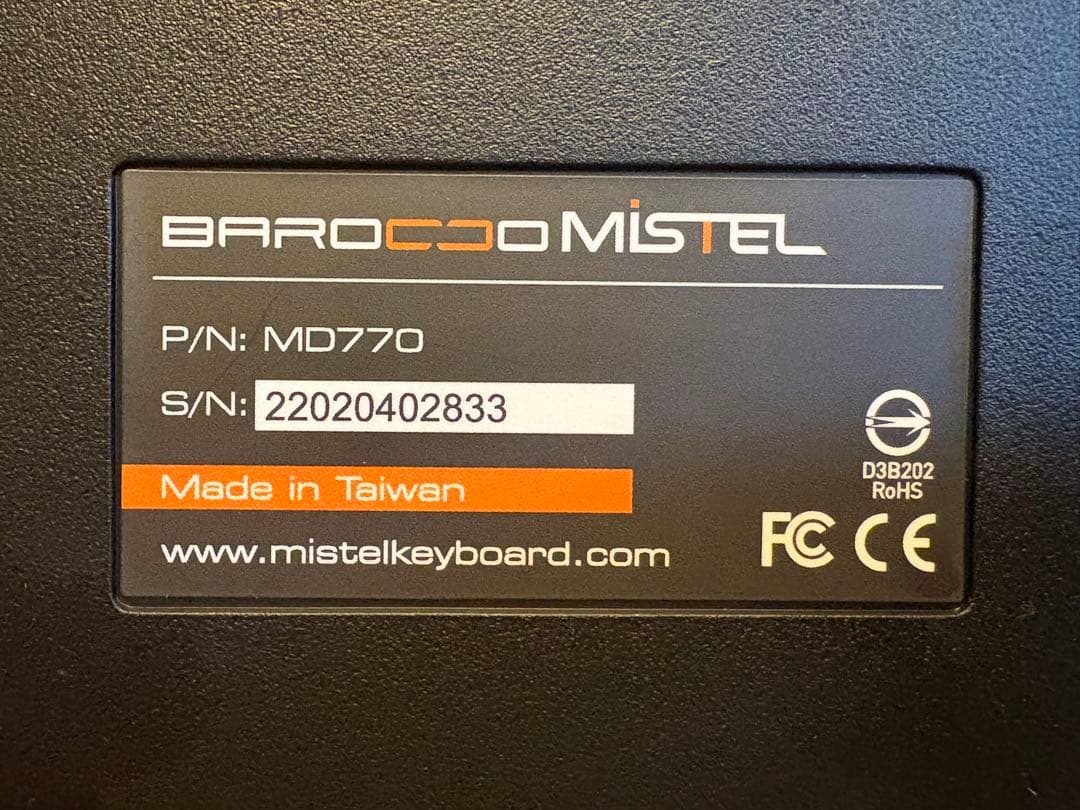 BAROCCO MiSTEL
P/N: MD770
S/N: 22020402833
Made in Taiwan
D3B202
RoHS
FC CE
www.mistelkeyboard.com